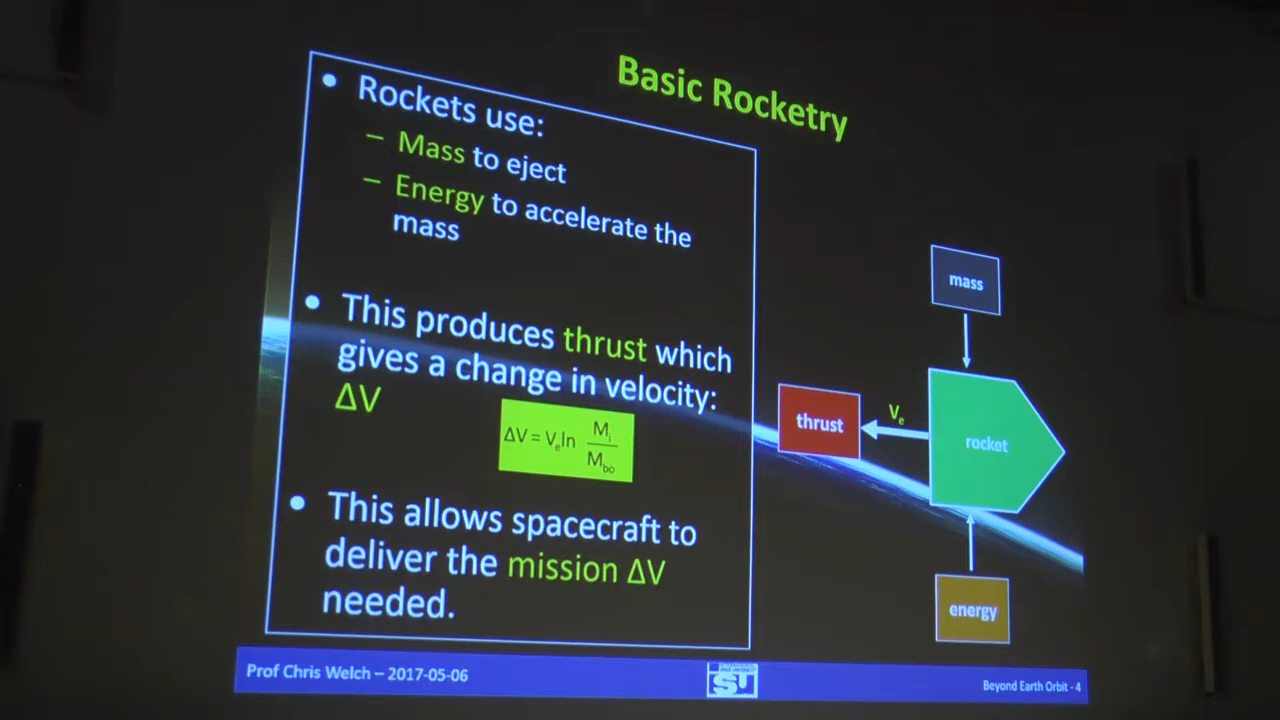 Basic Rocketry
• Rockets use:
– Mass to eject
– Energy to accelerate the
mass
• This produces thrust which
gives a change in velocity:
ΔV
ΔV = Vₑln Mᵢ
M_bo
• This allows spacecraft to
deliver the mission ΔV
needed.
mass
thrust
Vₑ
rocket
energy
Prof Chris Welch – 2017-05-06
Beyond Earth Orbit - 4